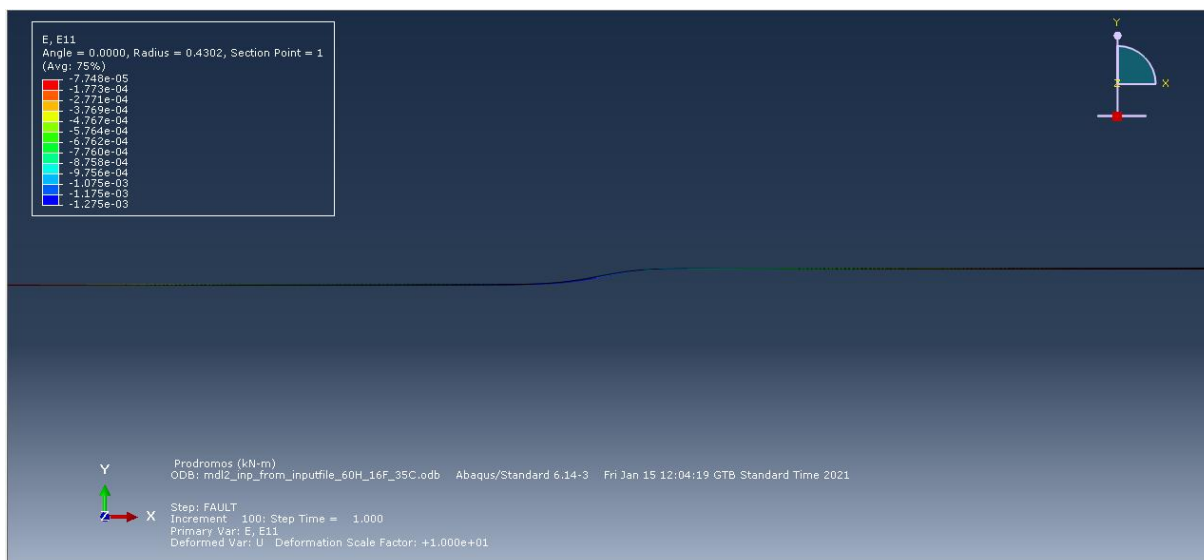 E, E11
Angle = 0.0000, Radius = 0.4302, Section Point = 1
(Avg: 75%)
-7.748e-05
-1.773e-04
-2.771e-04
-3.769e-04
-4.767e-04
-5.764e-04
-6.762e-04
-7.760e-04
-8.758e-04
-9.756e-04
-1.075e-03
-1.175e-03
-1.275e-03
Y
Z
X
Prodromos (kN-m)
ODB: mdl2_inp_from_inputfile_60H_16F_35C.odb Abaqus/Standard 6.14-3 Fri Jan 15 12:04:19 GTB Standard Time 2021
Y
Z
X
Step: FAULT
Increment 100: Step Time = 1.000
Primary Var: E, E11
Deformed Var: U Deformation Scale Factor: +1.000e+01